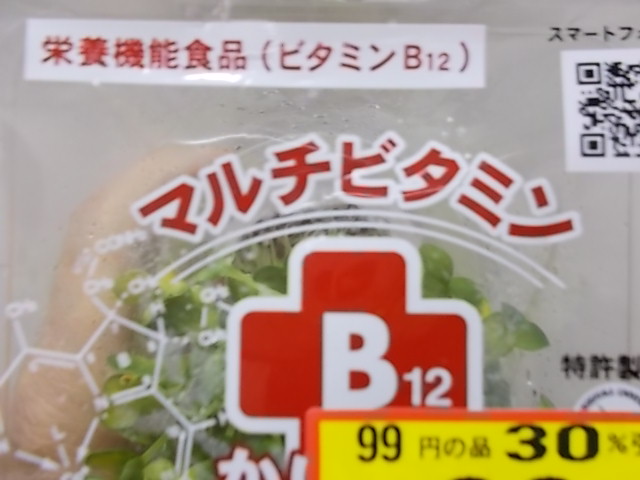 スマートフ
栄養機能食品(ビタミンB12)
マルチビタミン
B12
特許製
99 円の品 30%